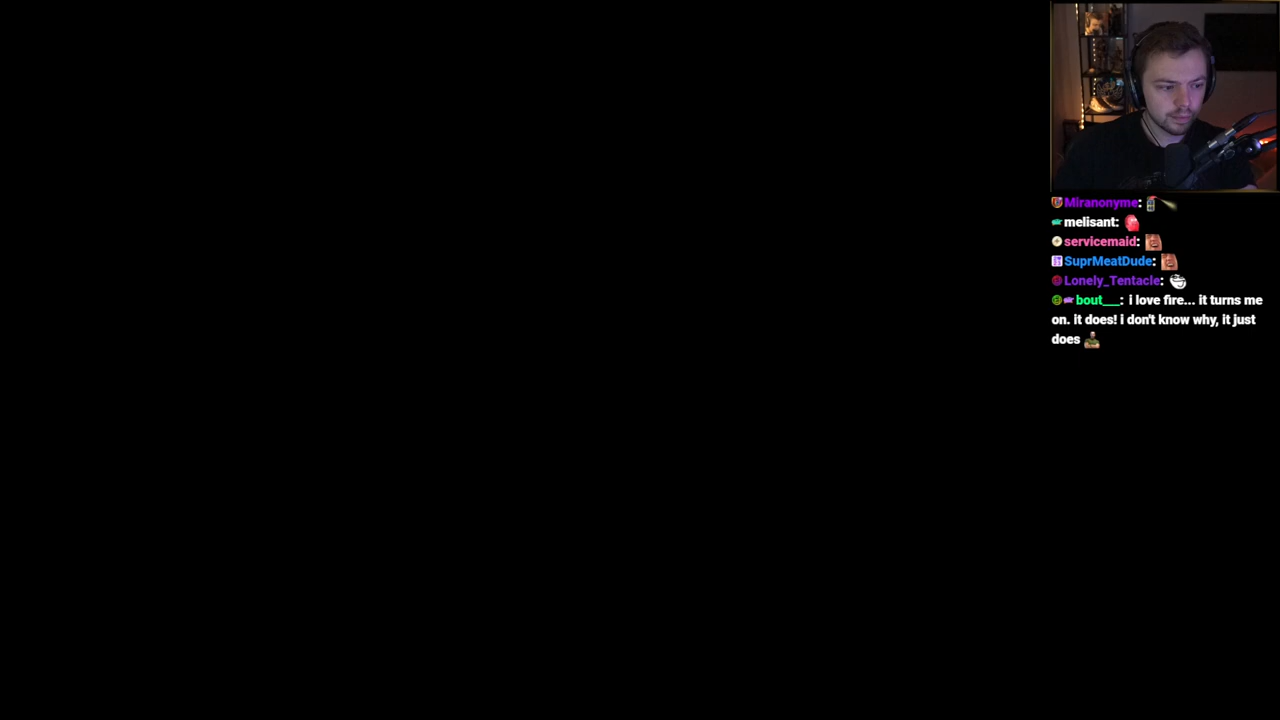 Miranonyme:
melisant:
servicemaid:
SuprMeatDude:
Lonely_Tentacle:
bout___: i love fire... it turns me
on. it does! i don't know why, it just
does